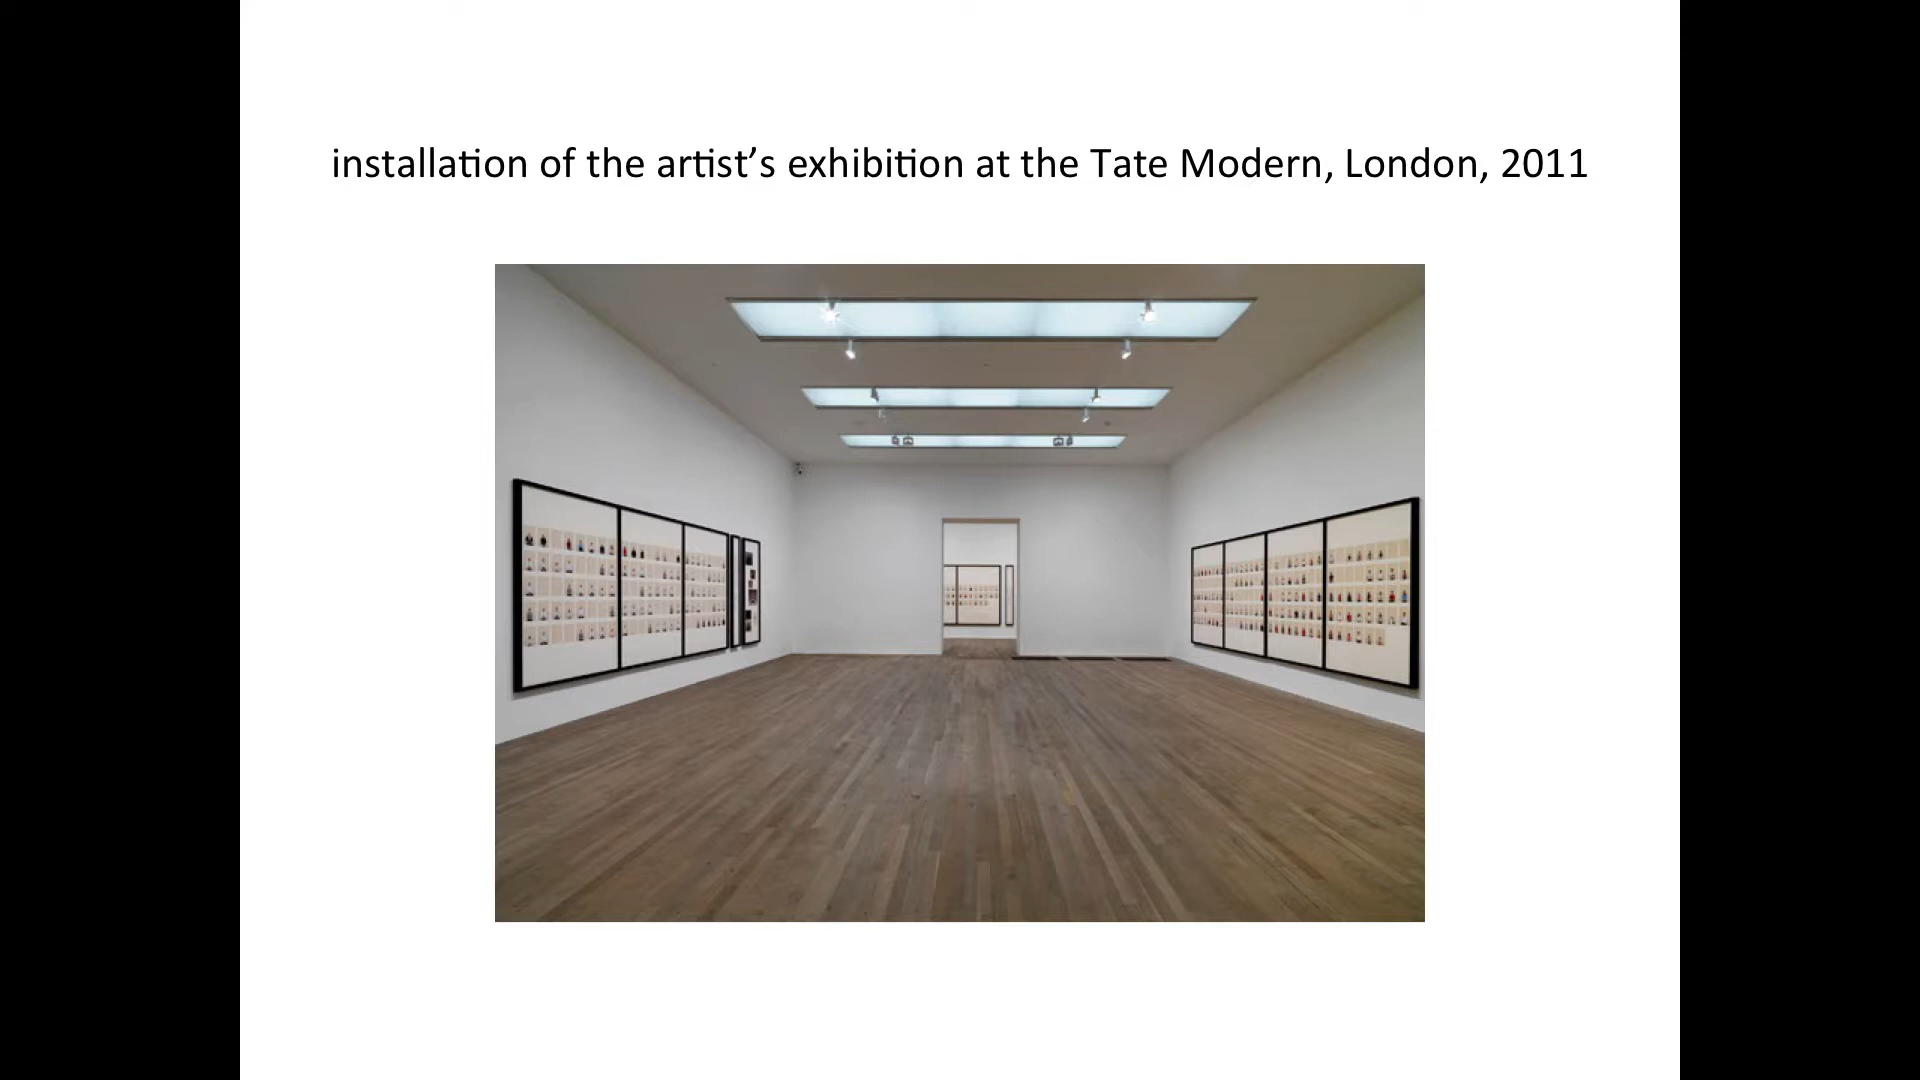 installation of the artist’s exhibition at the Tate Modern, London, 2011